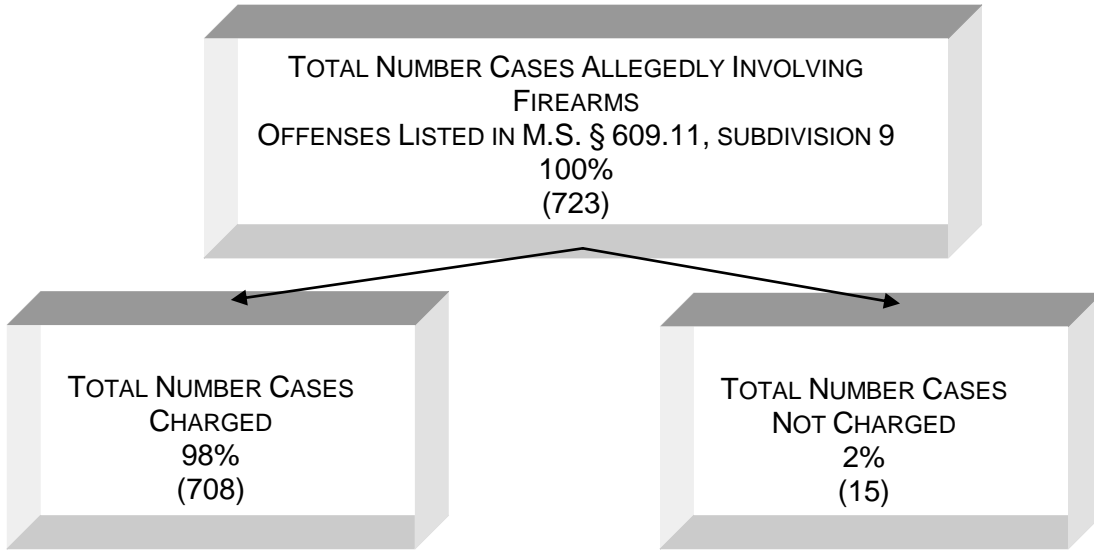 TOTAL NUMBER CASES ALLEGEDLY INVOLVING
FIREARMS
OFFENSES LISTED IN M.S. § 609.11, SUBDIVISION 9
100%
(723)
TOTAL NUMBER CASES
CHARGED
98%
(708)
TOTAL NUMBER CASES
NOT CHARGED
2%
(15)